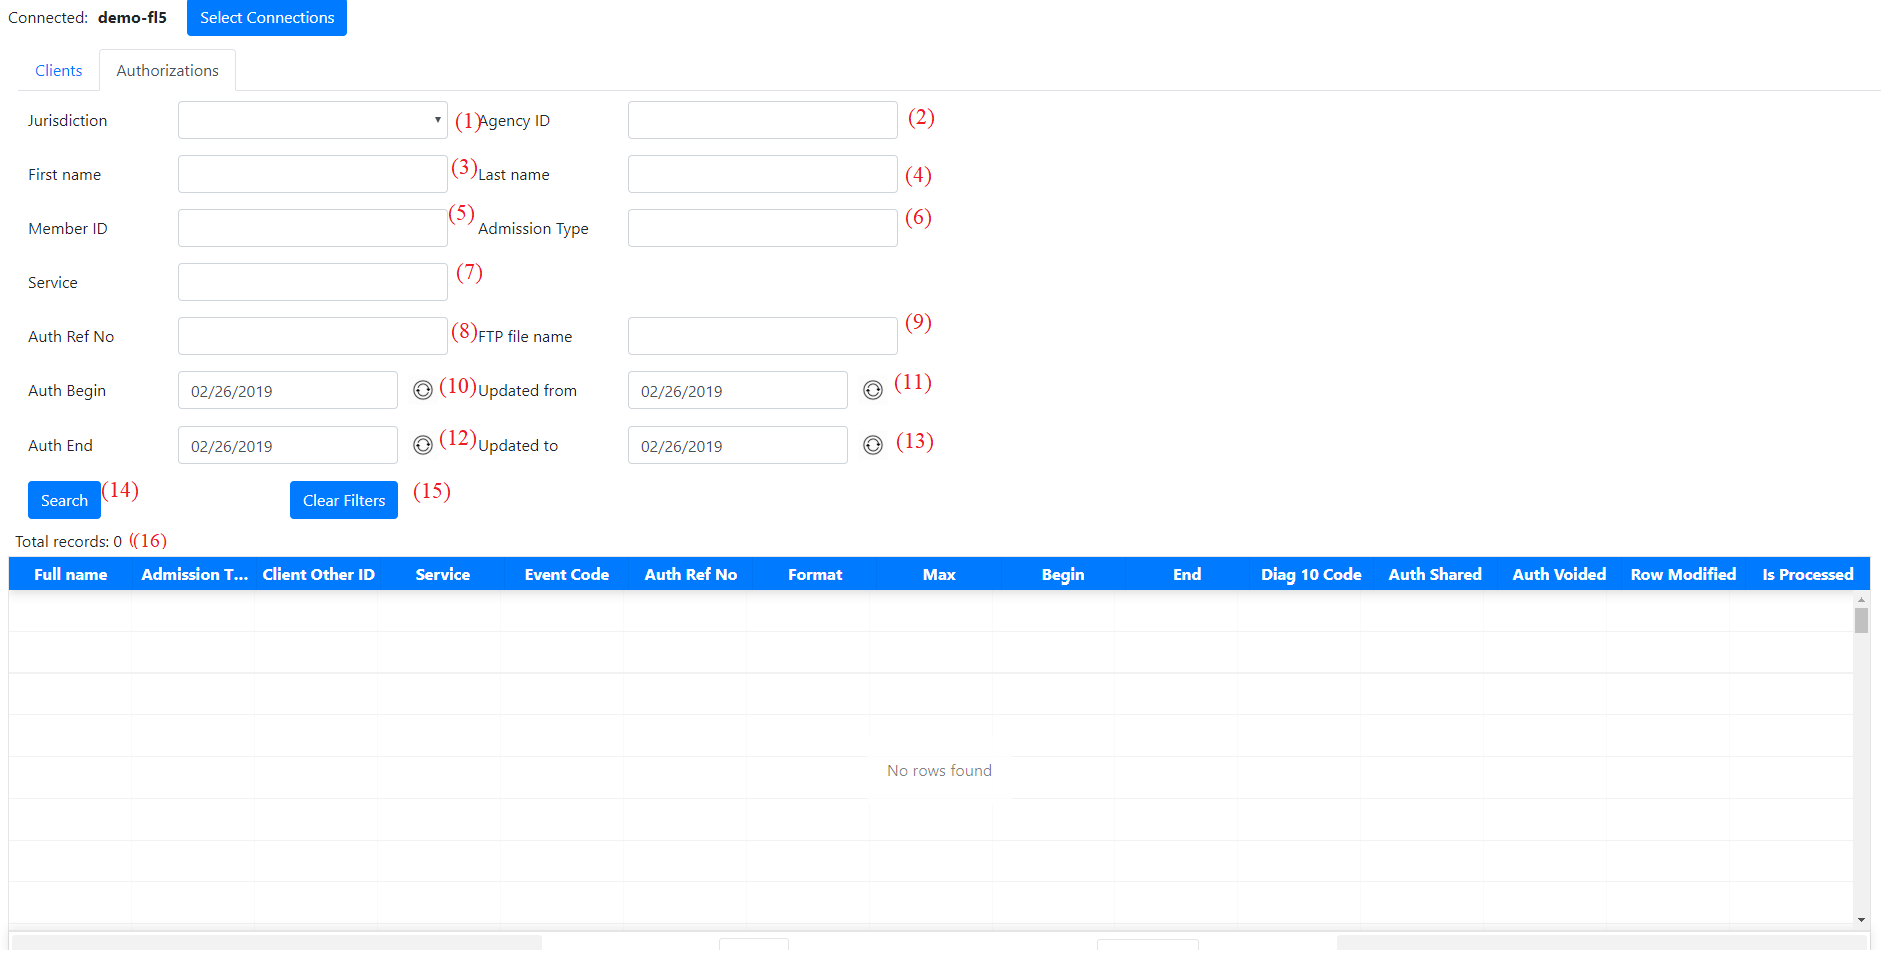 Connected: demo-fl5 Select Connections
Clients Authorizations
Jurisdiction (1) Agency ID (2)
First name (3) Last name (4)
Member ID (5) Admission Type (6)
Service (7)
Auth Ref No (8) FTP file name (9)
Auth Begin 02/26/2019 (10) Updated from 02/26/2019 (11)
Auth End 02/26/2019 (12) Updated to 02/26/2019 (13)
Search (14) Clear Filters (15)
Total records: 0 ((16)
Full name Admission T... Client Other ID Service Event Code Auth Ref No Format Max Begin End Diag 10 Code Auth Shared Auth Voided Row Modified Is Processed
No rows found